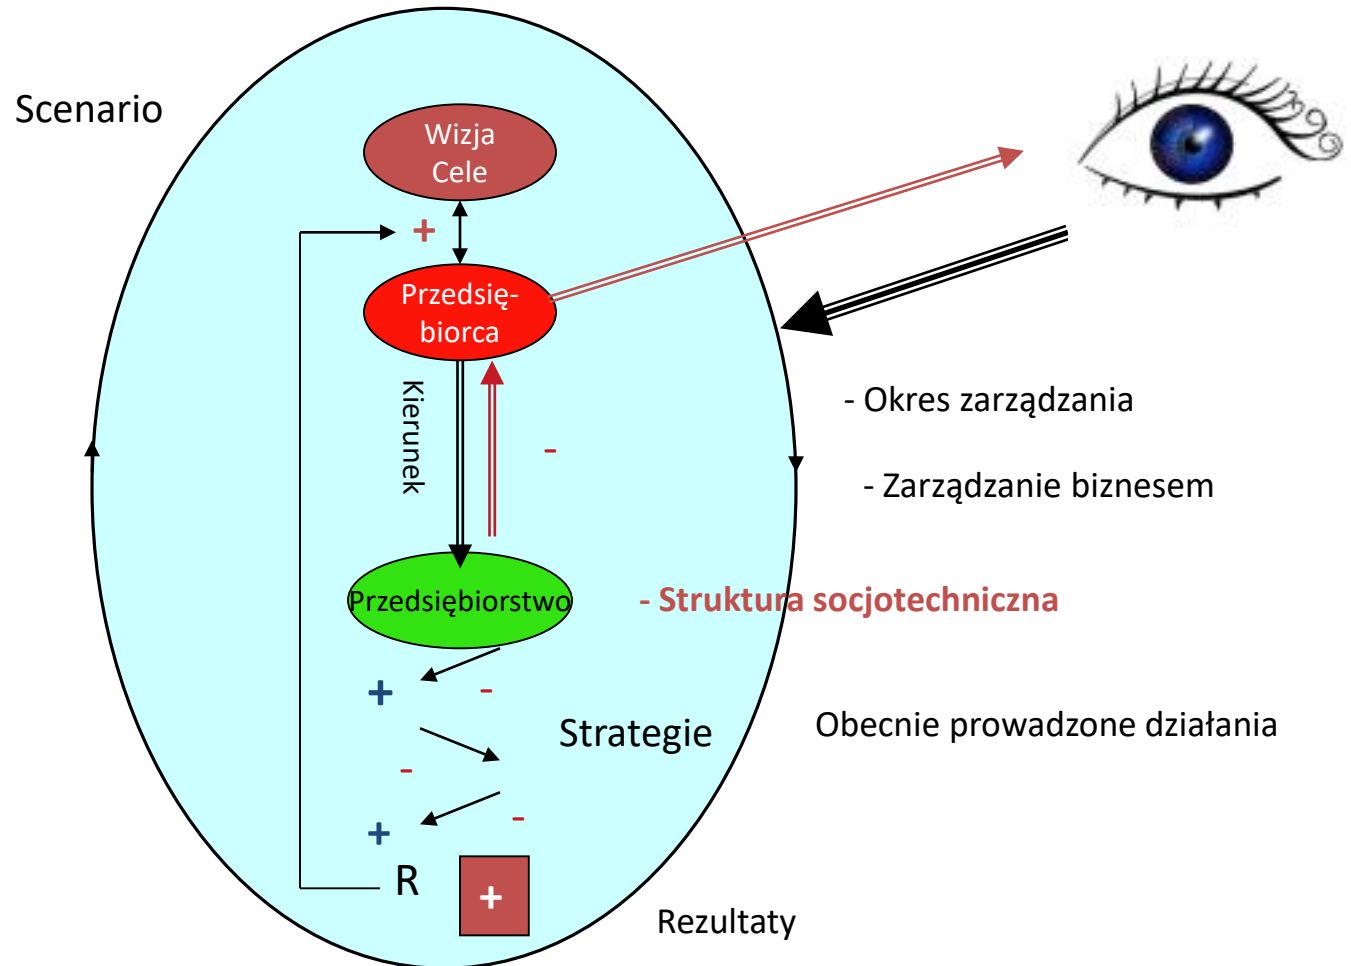 Scenario
Wizja
Cele
+
Przedsię-
biorca
Kierunek
-
- Okres zarządzania
- Zarządzanie biznesem
Przedsiębiorstwo
- Struktura socjotechniczna
+
-
Strategie
Obecnie prowadzone działania
-
+
-
R
+
Rezultaty